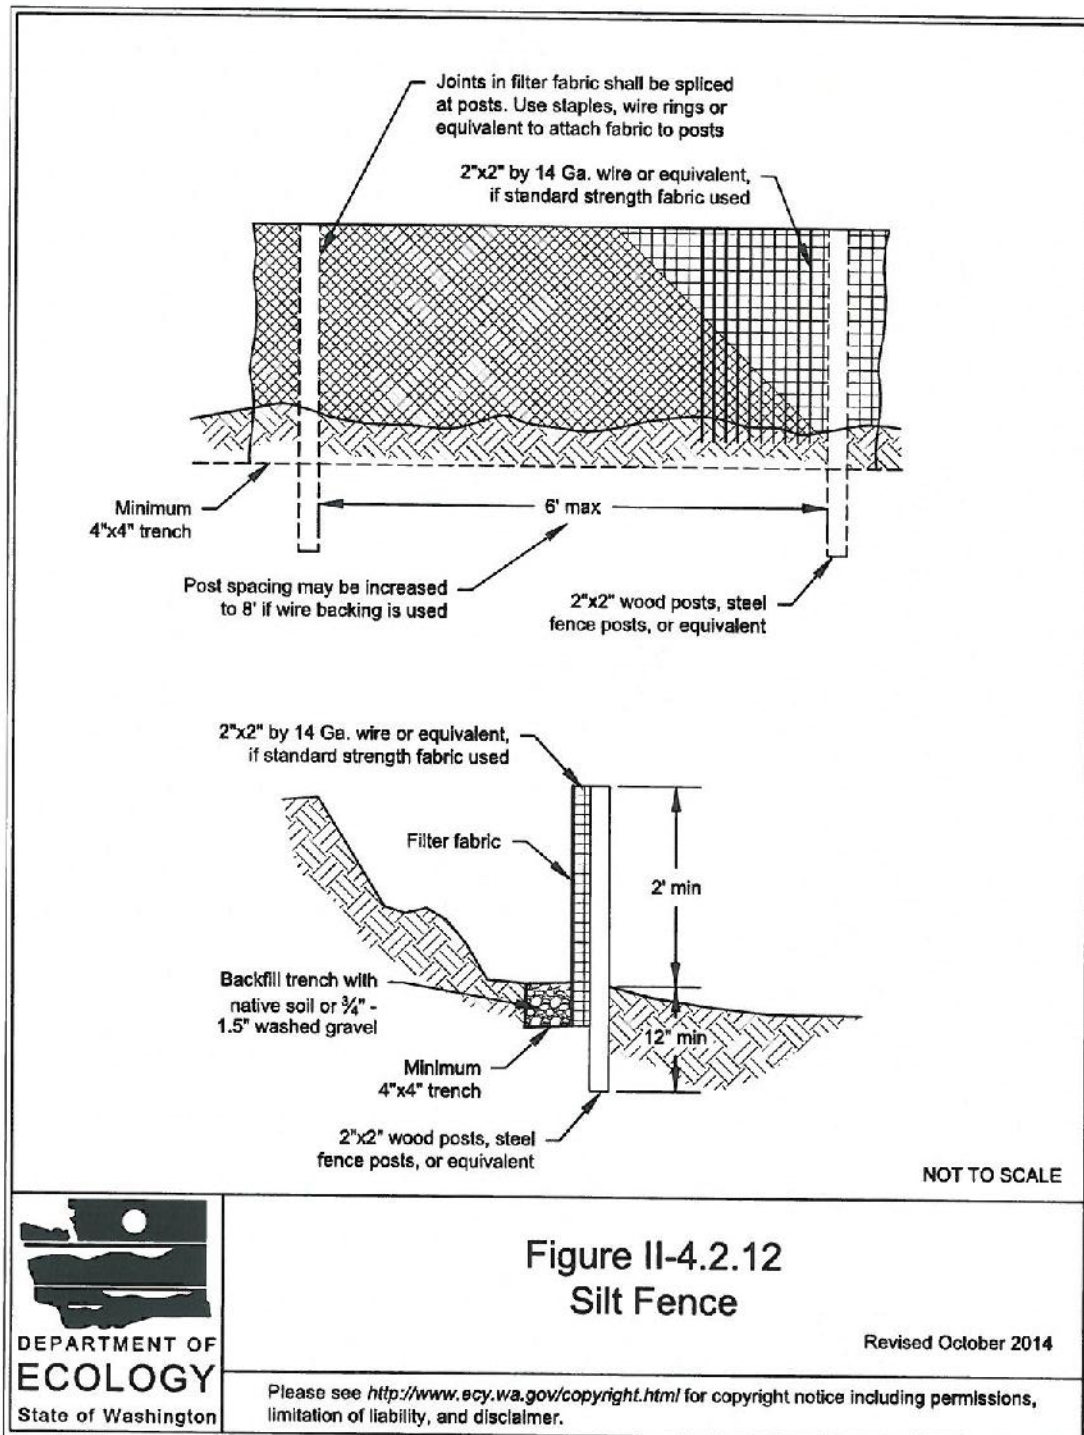 Joints in filter fabric shall be spliced
at posts. Use staples, wire rings or
equivalent to attach fabric to posts
2"x2" by 14 Ga. wire or equivalent,
if standard strength fabric used
Minimum
4"x4" trench
6' max
Post spacing may be increased
to 8' if wire backing is used
2"x2" wood posts, steel
fence posts, or equivalent
2"x2" by 14 Ga. wire or equivalent,
if standard strength fabric used
Filter fabric
2' min
Backfill trench with
native soil or ¾" -
1.5" washed gravel
12" min
Minimum
4"x4" trench
2"x2" wood posts, steel
fence posts, or equivalent
NOT TO SCALE
DEPARTMENT OF
ECOLOGY
State of Washington
Figure II-4.2.12
Silt Fence
Revised October 2014
Please see http://www.ecy.wa.gov/copyright.html for copyright notice including permissions,
limitation of liability, and disclaimer.